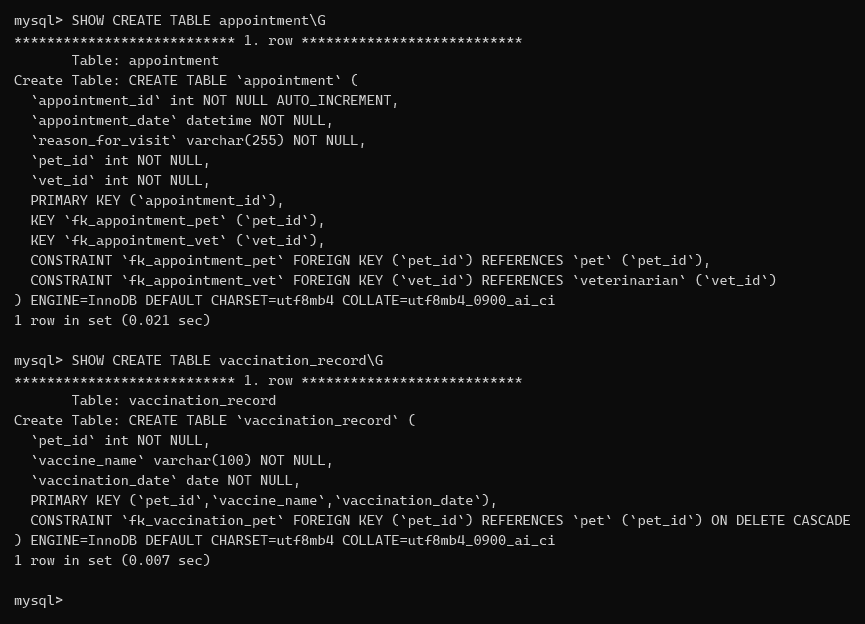 mysql> SHOW CREATE TABLE appointment\G
*************************** 1. row ***************************
       Table: appointment
Create Table: CREATE TABLE `appointment` (
  `appointment_id` int NOT NULL AUTO_INCREMENT,
  `appointment_date` datetime NOT NULL,
  `reason_for_visit` varchar(255) NOT NULL,
  `pet_id` int NOT NULL,
  `vet_id` int NOT NULL,
  PRIMARY KEY (`appointment_id`),
  KEY `fk_appointment_pet` (`pet_id`),
  KEY `fk_appointment_vet` (`vet_id`),
  CONSTRAINT `fk_appointment_pet` FOREIGN KEY (`pet_id`) REFERENCES `pet` (`pet_id`),
  CONSTRAINT `fk_appointment_vet` FOREIGN KEY (`vet_id`) REFERENCES `veterinarian` (`vet_id`)
) ENGINE=InnoDB DEFAULT CHARSET=utf8mb4 COLLATE=utf8mb4_0900_ai_ci
1 row in set (0.021 sec)

mysql> SHOW CREATE TABLE vaccination_record\G
*************************** 1. row ***************************
       Table: vaccination_record
Create Table: CREATE TABLE `vaccination_record` (
  `pet_id` int NOT NULL,
  `vaccine_name` varchar(100) NOT NULL,
  `vaccination_date` date NOT NULL,
  PRIMARY KEY (`pet_id`,`vaccine_name`,`vaccination_date`),
  CONSTRAINT `fk_vaccination_pet` FOREIGN KEY (`pet_id`) REFERENCES `pet` (`pet_id`) ON DELETE CASCADE
) ENGINE=InnoDB DEFAULT CHARSET=utf8mb4 COLLATE=utf8mb4_0900_ai_ci
1 row in set (0.007 sec)

mysql>